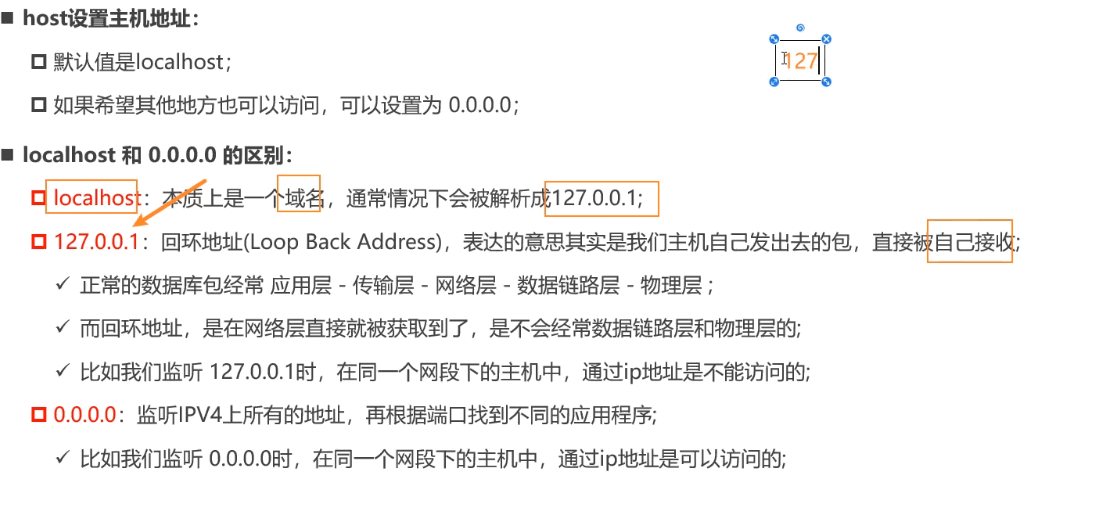 host设置主机地址：
127
默认值是localhost；
如果希望其他地方也可以访问，可以设置为 0.0.0.0；
localhost 和 0.0.0.0 的区别：
localhost：本质上是一个域名，通常情况下会被解析成127.0.0.1;
127.0.0.1：回环地址(Loop Back Address)，表达的意思其实是我们主机自己发出去的包，直接被自己接收;
正常的数据库包经常 应用层 - 传输层 - 网络层 - 数据链路层 - 物理层 ;
而回环地址，是在网络层直接就被获取到了，是不会经常数据链路层和物理层的;
比如我们监听 127.0.0.1时，在同一个网段下的主机中，通过ip地址是不能访问的;
0.0.0.0：监听IPV4上所有的地址，再根据端口找到不同的应用程序;
比如我们监听 0.0.0.0时，在同一个网段下的主机中，通过ip地址是可以访问的;